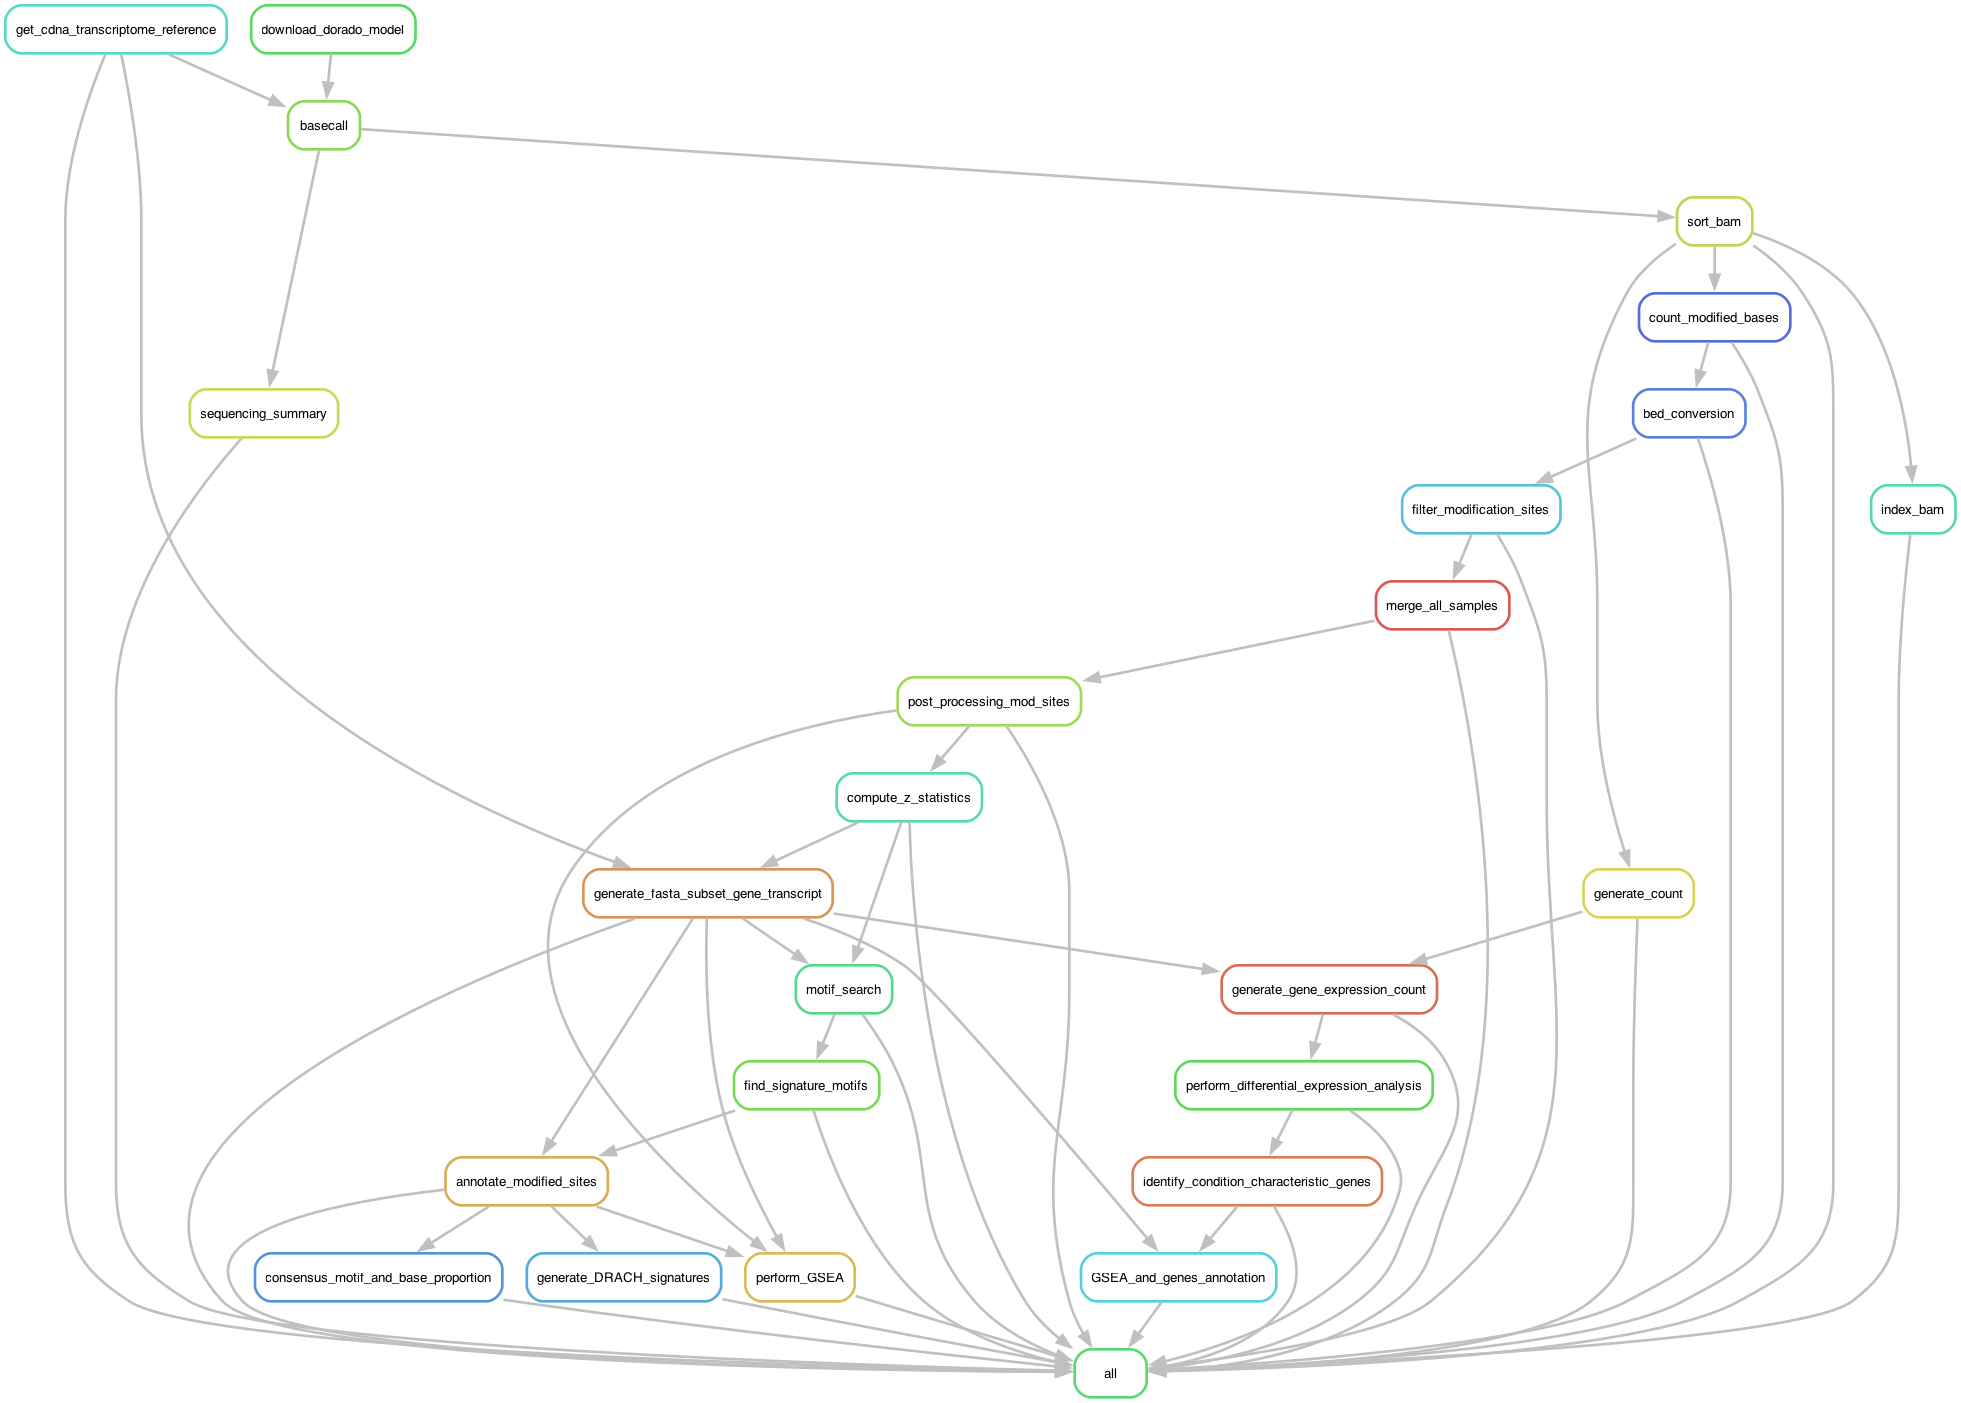 get_cdna_transcriptome_reference
download_dorado_model
basecall
sort_bam
count_modified_bases
sequencing_summary
bed_conversion
filter_modification_sites
index_bam
merge_all_samples
post_processing_mod_sites
compute_z_statistics
generate_fasta_subset_gene_transcript
generate_count
motif_search
generate_gene_expression_count
find_signature_motifs
perform_differential_expression_analysis
annotate_modified_sites
identify_condition_characteristic_genes
consensus_motif_and_base_proportion
generate_DRACH_signatures
perform_GSEA
GSEA_and_genes_annotation
all